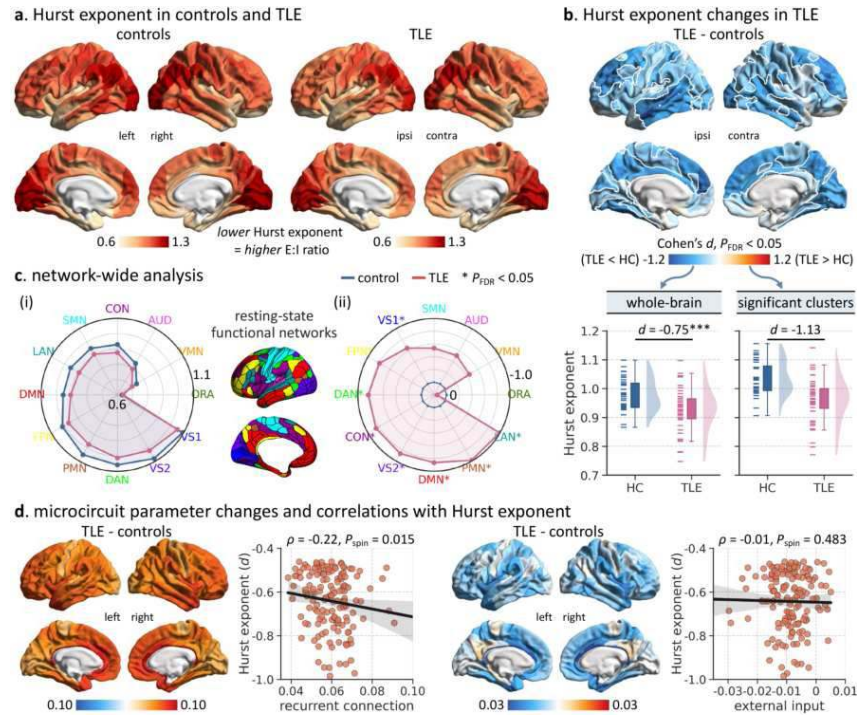 a. Hurst exponent in controls and TLE
controls
TLE
left right
ipsi contra
0.6 1.3
lower Hurst exponent
= higher E:I ratio
0.6 1.3
b. Hurst exponent changes in TLE
TLE - controls
ipsi contra
Cohen's d, PFDR < 0.05
(TLE < HC) -1.2 1.2 (TLE > HC)
whole-brain
significant clusters
d = -0.75***
d = -1.13
Hurst exponent
1.2
1.1
1.0
0.9
0.8
0.7
HC TLE
HC TLE
c. network-wide analysis
control TLE * PFDR < 0.05
(i)
CON
AUD
VMN
ORA
VS1
VS2
DAN
PMN
FPN
DMN
LAN
SMN
1.1
0.6
resting-state
functional networks
(ii)
SMN
AUD
VMN
ORA
LAN*
PMN*
DMN*
VS2*
CON*
DAN*
FPN
VS1*
-1.0
0
d. microcircuit parameter changes and correlations with Hurst exponent
TLE - controls
left right
0.10 0.10
ρ = -0.22, Pspin = 0.015
Hurst exponent (d)
-0.4
-0.6
-0.8
-1.0
0.04 0.06 0.08 0.10
recurrent connection
TLE - controls
left right
0.03 0.03
ρ = -0.01, Pspin = 0.483
Hurst exponent (d)
-0.4
-0.6
-0.8
-1.0
-0.03 -0.02 -0.01 0 0.01
external input